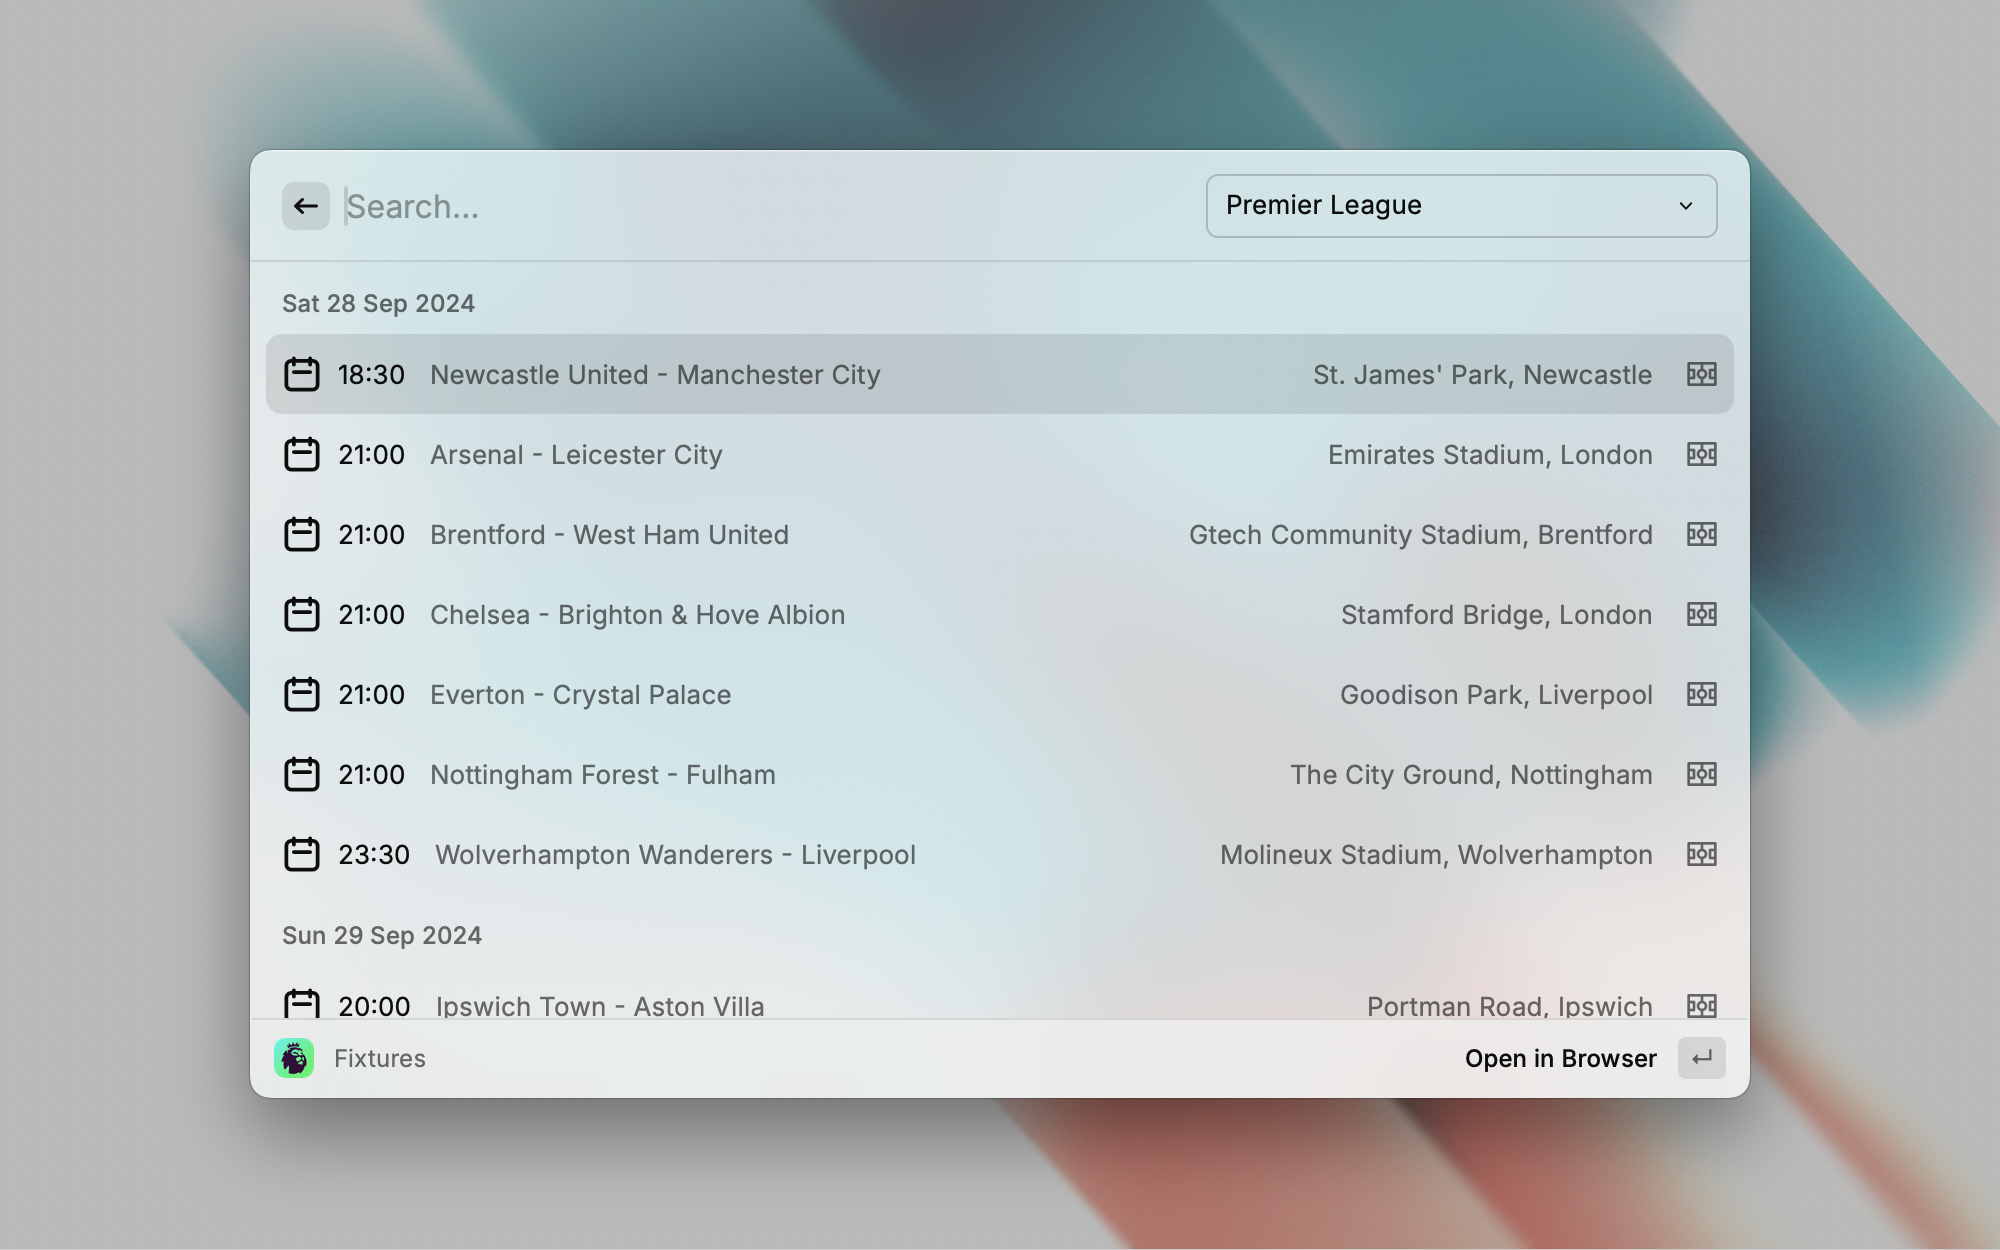 Search...
Premier League
Sat 28 Sep 2024
18:30 Newcastle United - Manchester City St. James' Park, Newcastle
21:00 Arsenal - Leicester City Emirates Stadium, London
21:00 Brentford - West Ham United Gtech Community Stadium, Brentford
21:00 Chelsea - Brighton & Hove Albion Stamford Bridge, London
21:00 Everton - Crystal Palace Goodison Park, Liverpool
21:00 Nottingham Forest - Fulham The City Ground, Nottingham
23:30 Wolverhampton Wanderers - Liverpool Molineux Stadium, Wolverhampton
Sun 29 Sep 2024
20:00 Ipswich Town - Aston Villa Portman Road, Ipswich
Fixtures Open in Browser